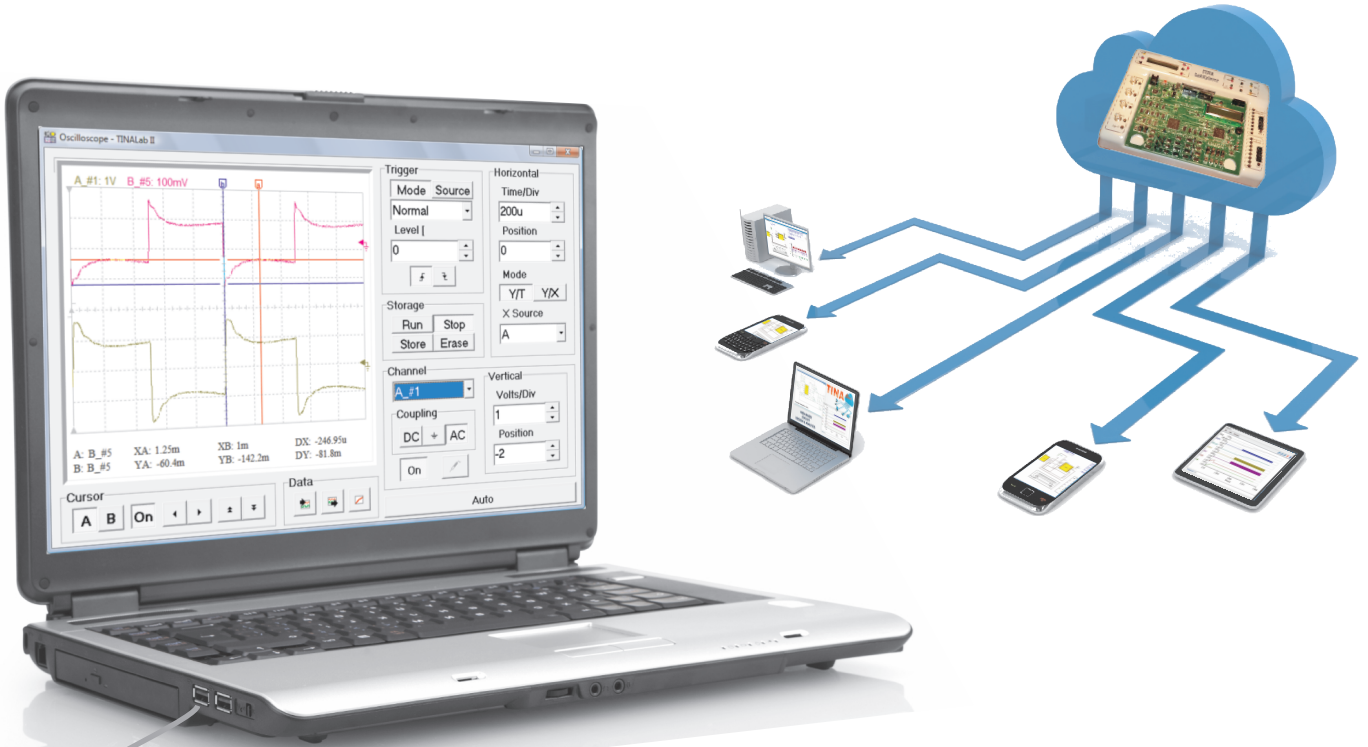 Oscilloscope - TINALab II
A_#1: 1V B_#5: 100mV
b a
A: B_#5 XA: 1.25m XB: 1m DX: -246.95u
B: B_#5 YA: -60.4m YB: -142.2m DY: -81.8m
Cursor
A B On
Data
Trigger
Mode Source
Normal
Level [
0
Storage
Run Stop
Store Erase
Channel
A_#1
Coupling
DC + AC
On
Horizontal
Time/Div
200u
Position
0
Mode
Y/T Y/X
X Source
A
Vertical
Volts/Div
1
Position
-2
Auto
TINA
TINA